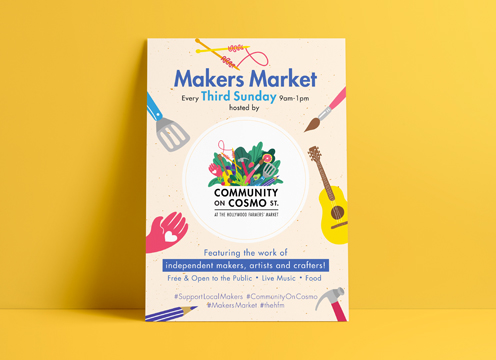 Makers Market
Every Third Sunday 9am-1pm
hosted by
COMMUNITY
ON COSMO ST.
AT THE HOLLYWOOD FARMERS' MARKET
Featuring the work of
independent makers, artists and crafters!
Free & Open to the Public • Live Music • Food
#SupportLocalMakers #CommunityOnCosmo
#MakersMarket #thehfm